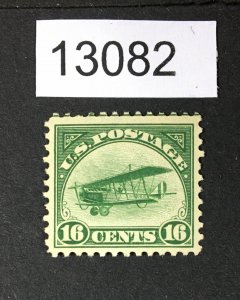 13082
U.S. POSTAGE
16 CENTS 16